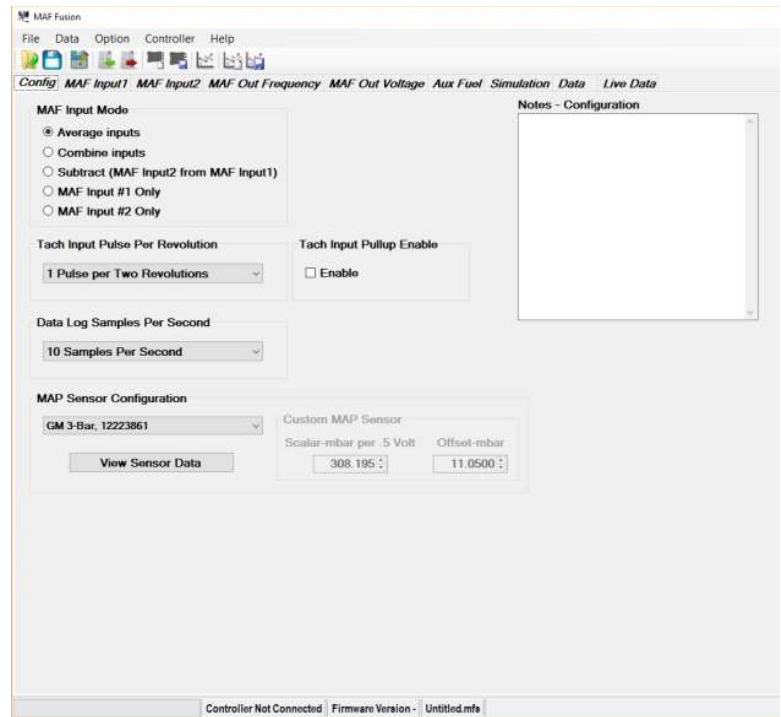 MAF Fusion
File Data Option Controller Help
Config MAF Input1 MAF Input2 MAF Out Frequency MAF Out Voltage Aux Fuel Simulation Data Live Data
MAF Input Mode
Average inputs
Combine inputs
Subtract (MAF Input2 from MAF Input1)
MAF Input #1 Only
MAF Input #2 Only
Notes - Configuration
Tach Input Pulse Per Revolution
1 Pulse per Two Revolutions
Tach Input Pullup Enable
Enable
Data Log Samples Per Second
10 Samples Per Second
MAP Sensor Configuration
GM 3-Bar, 12223861
View Sensor Data
Custom MAP Sensor
Scalar-mbar per .5 Volt Offset-mbar
308.195 11.0500
Controller Not Connected Firmware Version - Untitled.mfs